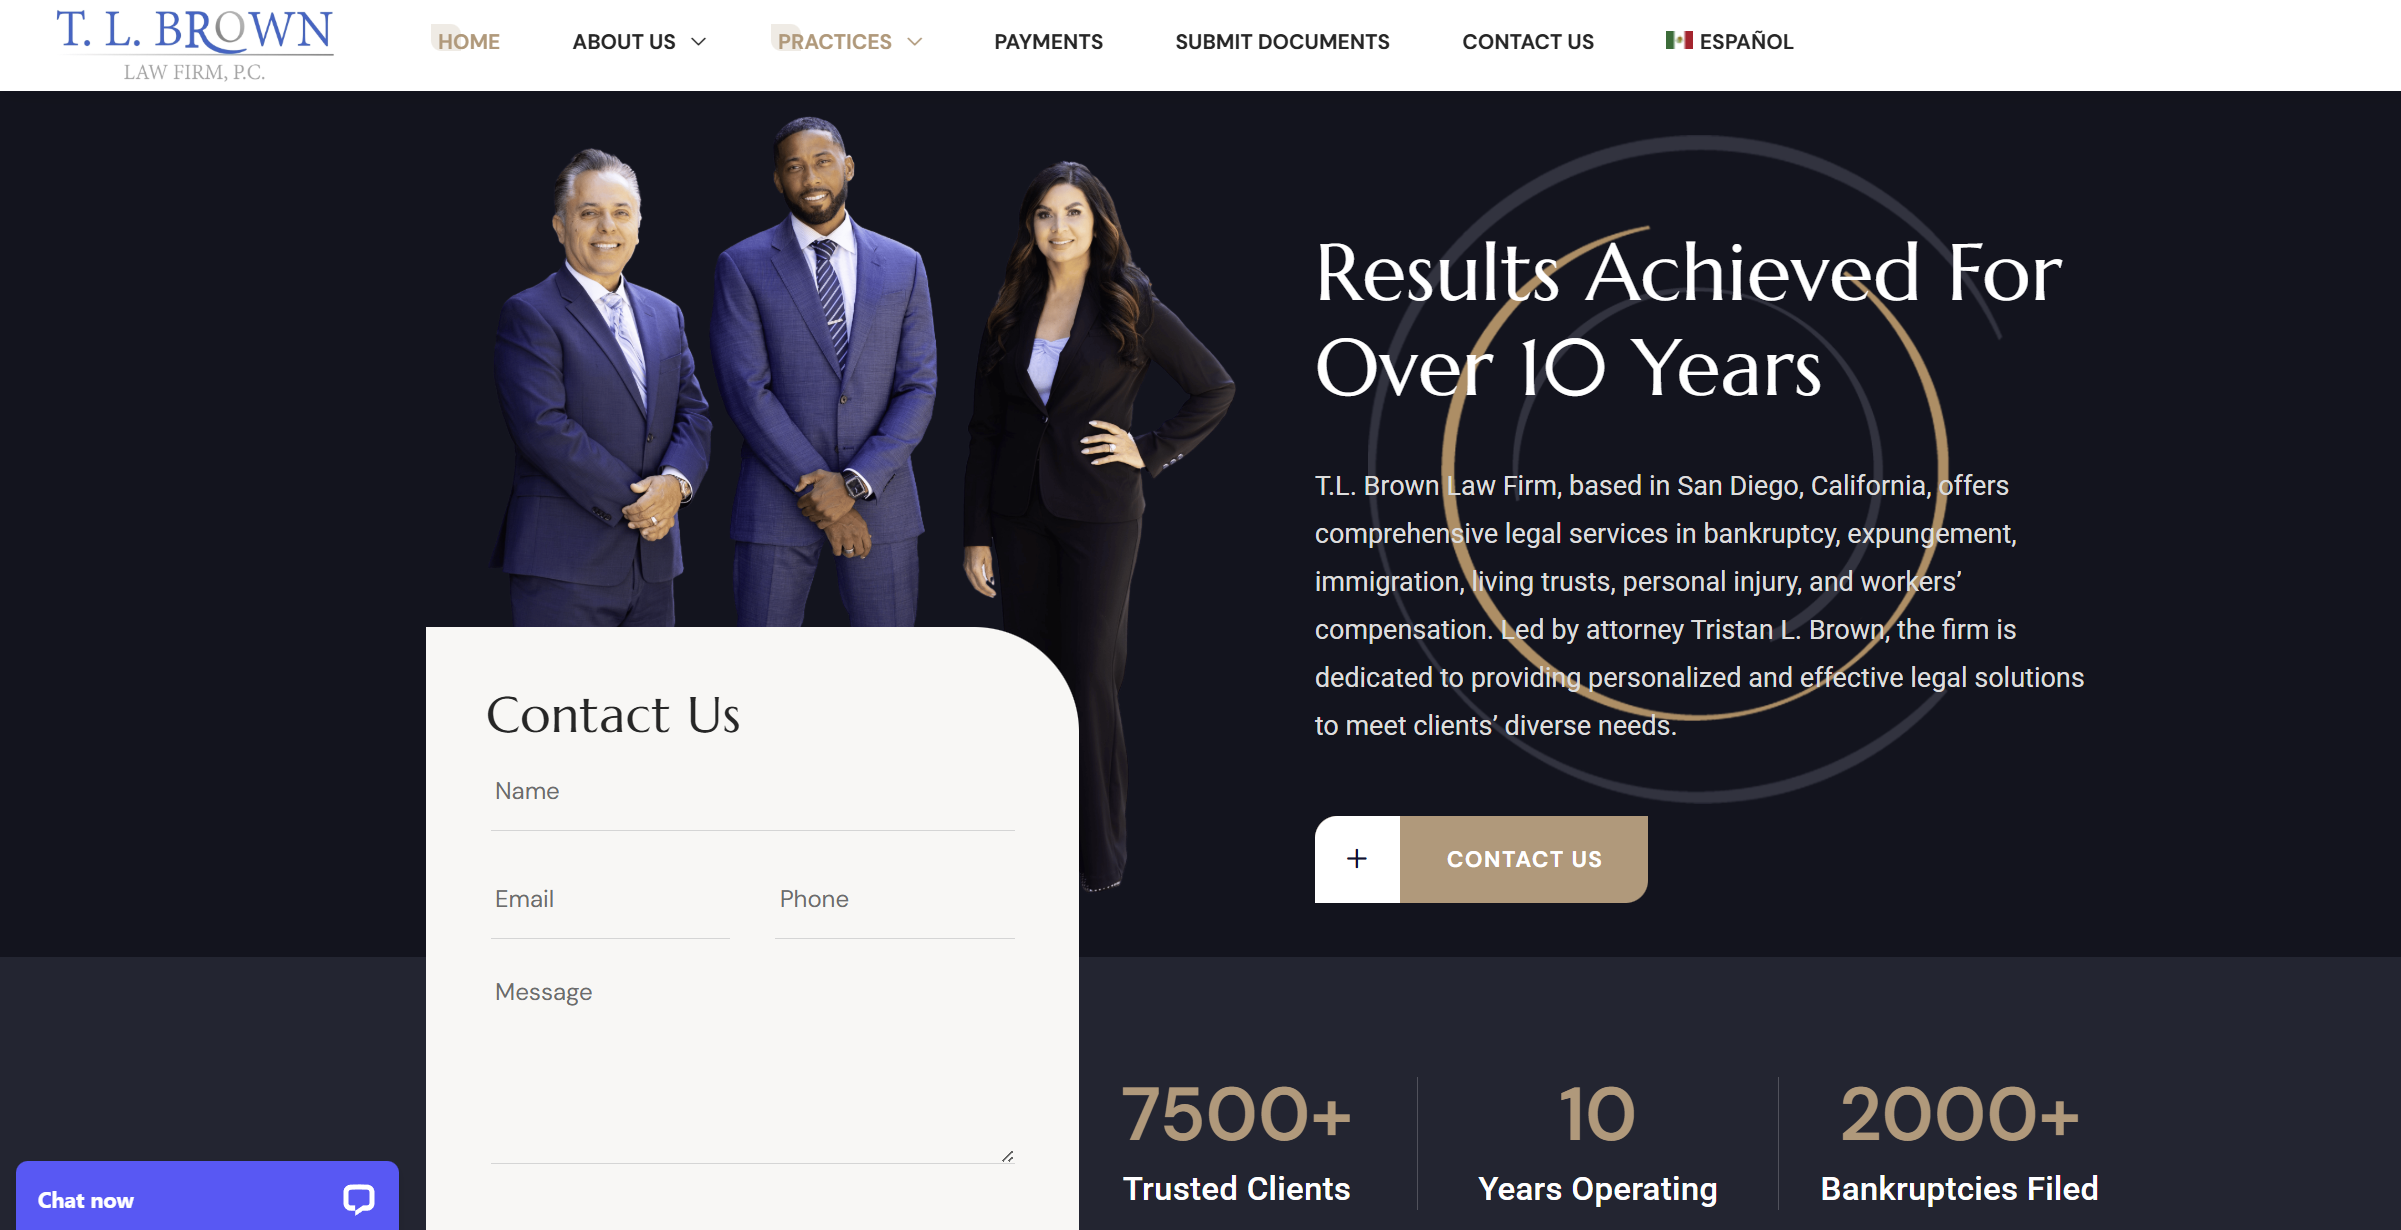 T. L. BROWN
LAW FIRM, P.C.
HOME
ABOUT US
PRACTICES
PAYMENTS
SUBMIT DOCUMENTS
CONTACT US
ESPAÑOL
Results Achieved For
Over 10 Years
T.L. Brown Law Firm, based in San Diego, California, offers
comprehensive legal services in bankruptcy, expungement,
immigration, living trusts, personal injury, and workers’
compensation. Led by attorney Tristan L. Brown, the firm is
dedicated to providing personalized and effective legal solutions
to meet clients’ diverse needs.
+ CONTACT US
Contact Us
Name
Email
Phone
Message
7500+
Trusted Clients
10
Years Operating
2000+
Bankruptcies Filed
Chat now